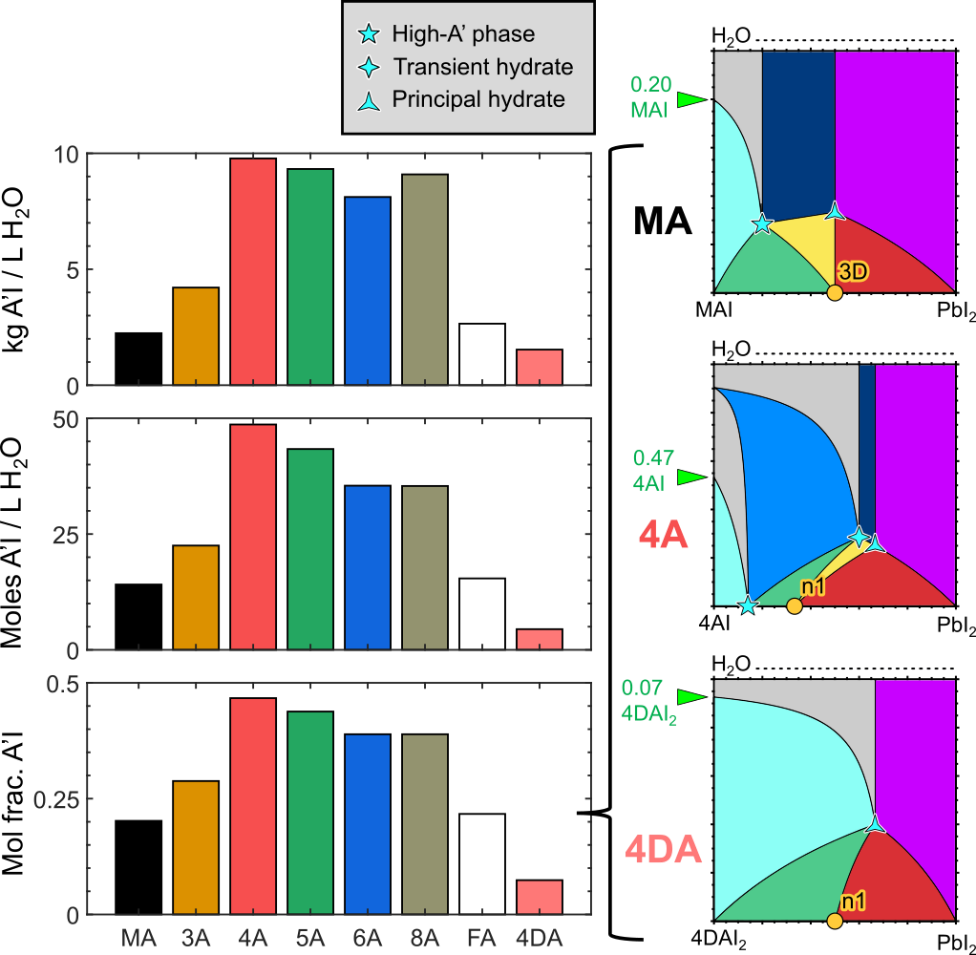 High-A' phase
Transient hydrate
Principal hydrate
kg A'I / L H₂O
10
5
0
Moles A'I / L H₂O
50
25
0
Mol frac. A'I
0.5
0.25
0
MA 3A 4A 5A 6A 8A FA 4DA
H₂O
0.20
MAI
MA
3D
MAI PbI₂
H₂O
0.47
4AI
4A
n1
4AI PbI₂
H₂O
0.07
4DAI₂
4DA
n1
4DAI₂ PbI₂